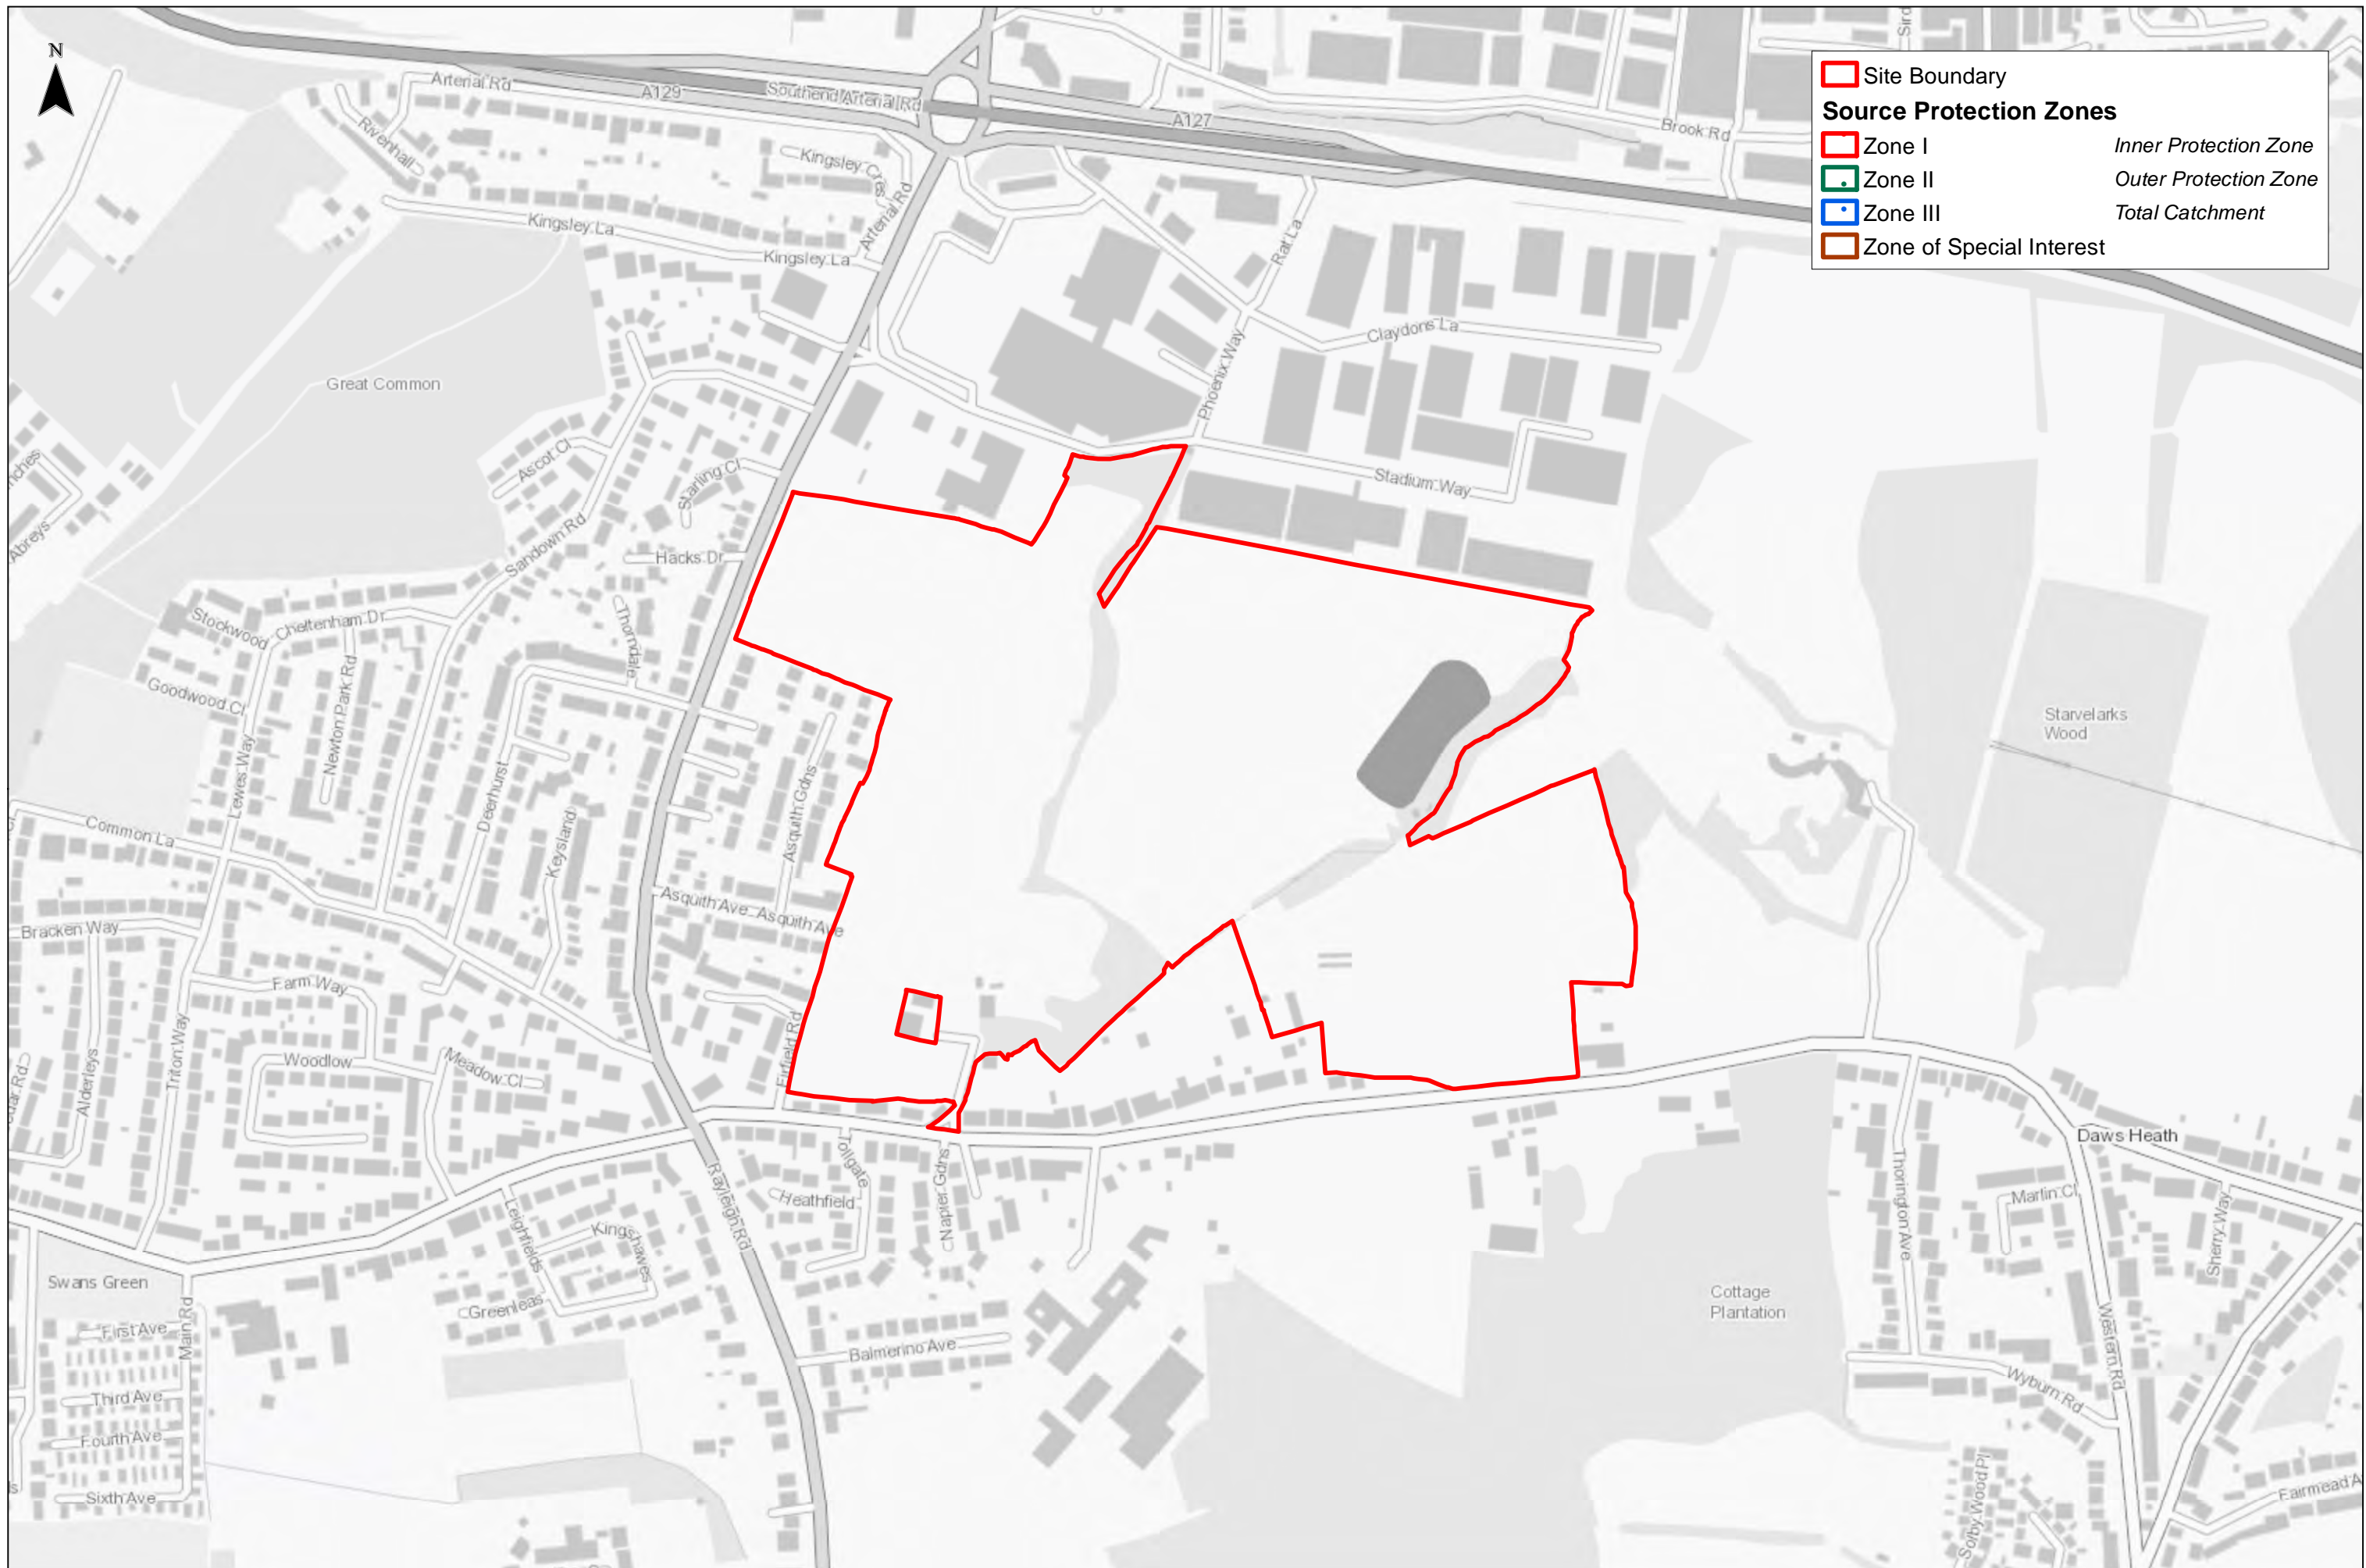 N
Site Boundary
Source Protection Zones
Zone I Inner Protection Zone
Zone II Outer Protection Zone
Zone III Total Catchment
Zone of Special Interest
Arterial Rd
A129
Southend Arterial Rd
A127
Brook Rd
Rivenhall
Kingsley Cres
Arterial Rd
Kingsley La
Kingsley La
Rat La
Claydons La
Phoenix Way
Great Common
Ascot Cl
Starling Cl
Stadium Way
Abreys
Sandown Rd
Hacks Dr
Stockwood
Cheltenham Dr
Thorndale
Goodwood Cl
Newton Park Rd
Starvelarks
Wood
Lewes Way
Deerhurst
Asquith Gdns
Common La
Keysland
Asquith Ave
Asquith Ave
Bracken Way
Farm Way
Firfield Rd
Woodlow
Meadow Cl
Alderleys
Triton Way
Daws Heath
Tollgate
Rayleigh Rd
Heathfield
Napier Gdns
Thorington Ave
Martin Cl
Sherry Way
Leighfields
Kingshawes
Swans Green
Greenleas
Main Rd
First Ave
Cottage
Plantation
Balmerino Ave
Western Rd
Third Ave
Wyburn Rd
Fourth Ave
Sixth Ave
Solby Wood Pl
Fairmead A